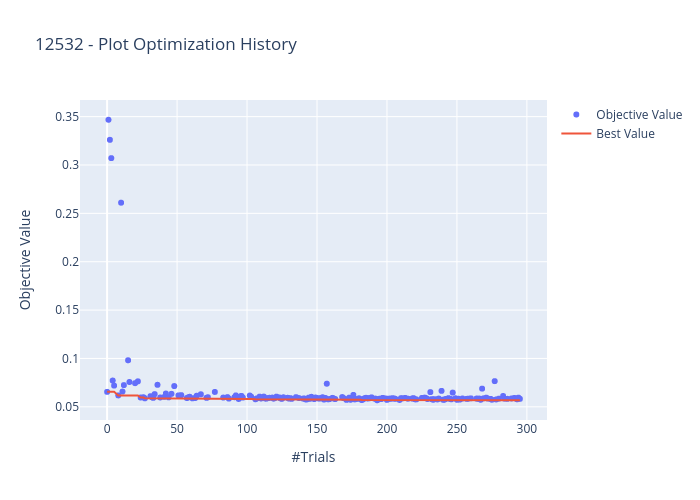 12532 - Plot Optimization History
Objective Value
Best Value
0.35
0.3
0.25
0.2
0.15
0.1
0.05
Objective Value
0 50 100 150 200 250 300
#Trials